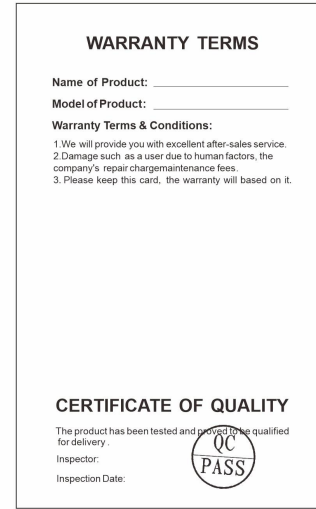 WARRANTY TERMS
Name of Product:
Model of Product:
Warranty Terms & Conditions:
1.We will provide you with excellent after-sales service.
2.Damage such as a user due to human factors, the
company's repair chargemaintenance fees.
3. Please keep this card, the warranty will based on it.
CERTIFICATE OF QUALITY
The product has been tested and proved to be qualified
for delivery .
QC
Inspector:
PASS
Inspection Date: